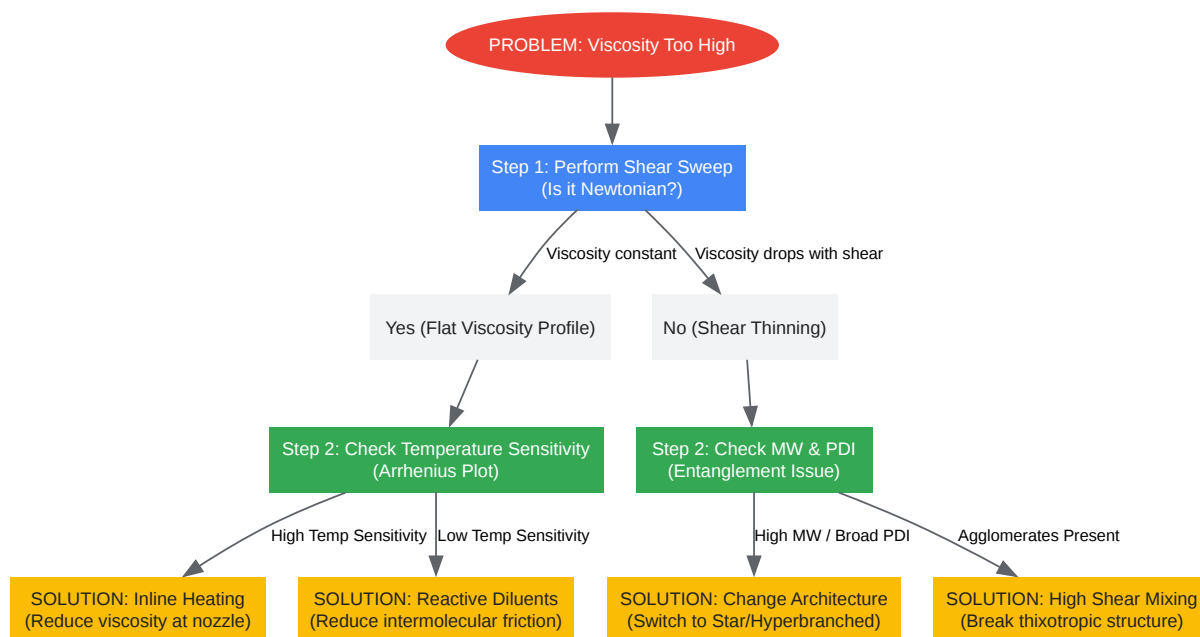 PROBLEM: Viscosity Too High
Step 1: Perform Shear Sweep
(Is it Newtonian?)
Viscosity constant
Viscosity drops with shear
Yes (Flat Viscosity Profile)
No (Shear Thinning)
Step 2: Check Temperature Sensitivity
(Arrhenius Plot)
Step 2: Check MW & PDI
(Entanglement Issue)
High Temp Sensitivity
Low Temp Sensitivity
High MW / Broad PDI
Agglomerates Present
SOLUTION: Inline Heating
(Reduce viscosity at nozzle)
SOLUTION: Reactive Diluents
(Reduce intermolecular friction)
SOLUTION: Change Architecture
(Switch to Star/Hyperbranched)
SOLUTION: High Shear Mixing
(Break thixotropic structure)